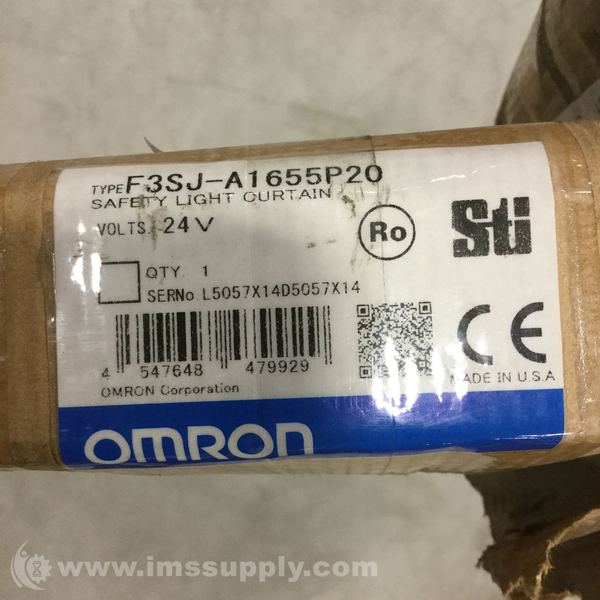 TYPE F3SJ-A1655P20
SAFETY LIGHT CURTAIN
VOLTS. 24V
Ro
Sti
QTY. 1
SERNo. L5057X14D5057X14
4 547648 479929
CE
MADE IN U.S.A
OMRON Corporation
OMRON
www.imssupply.com